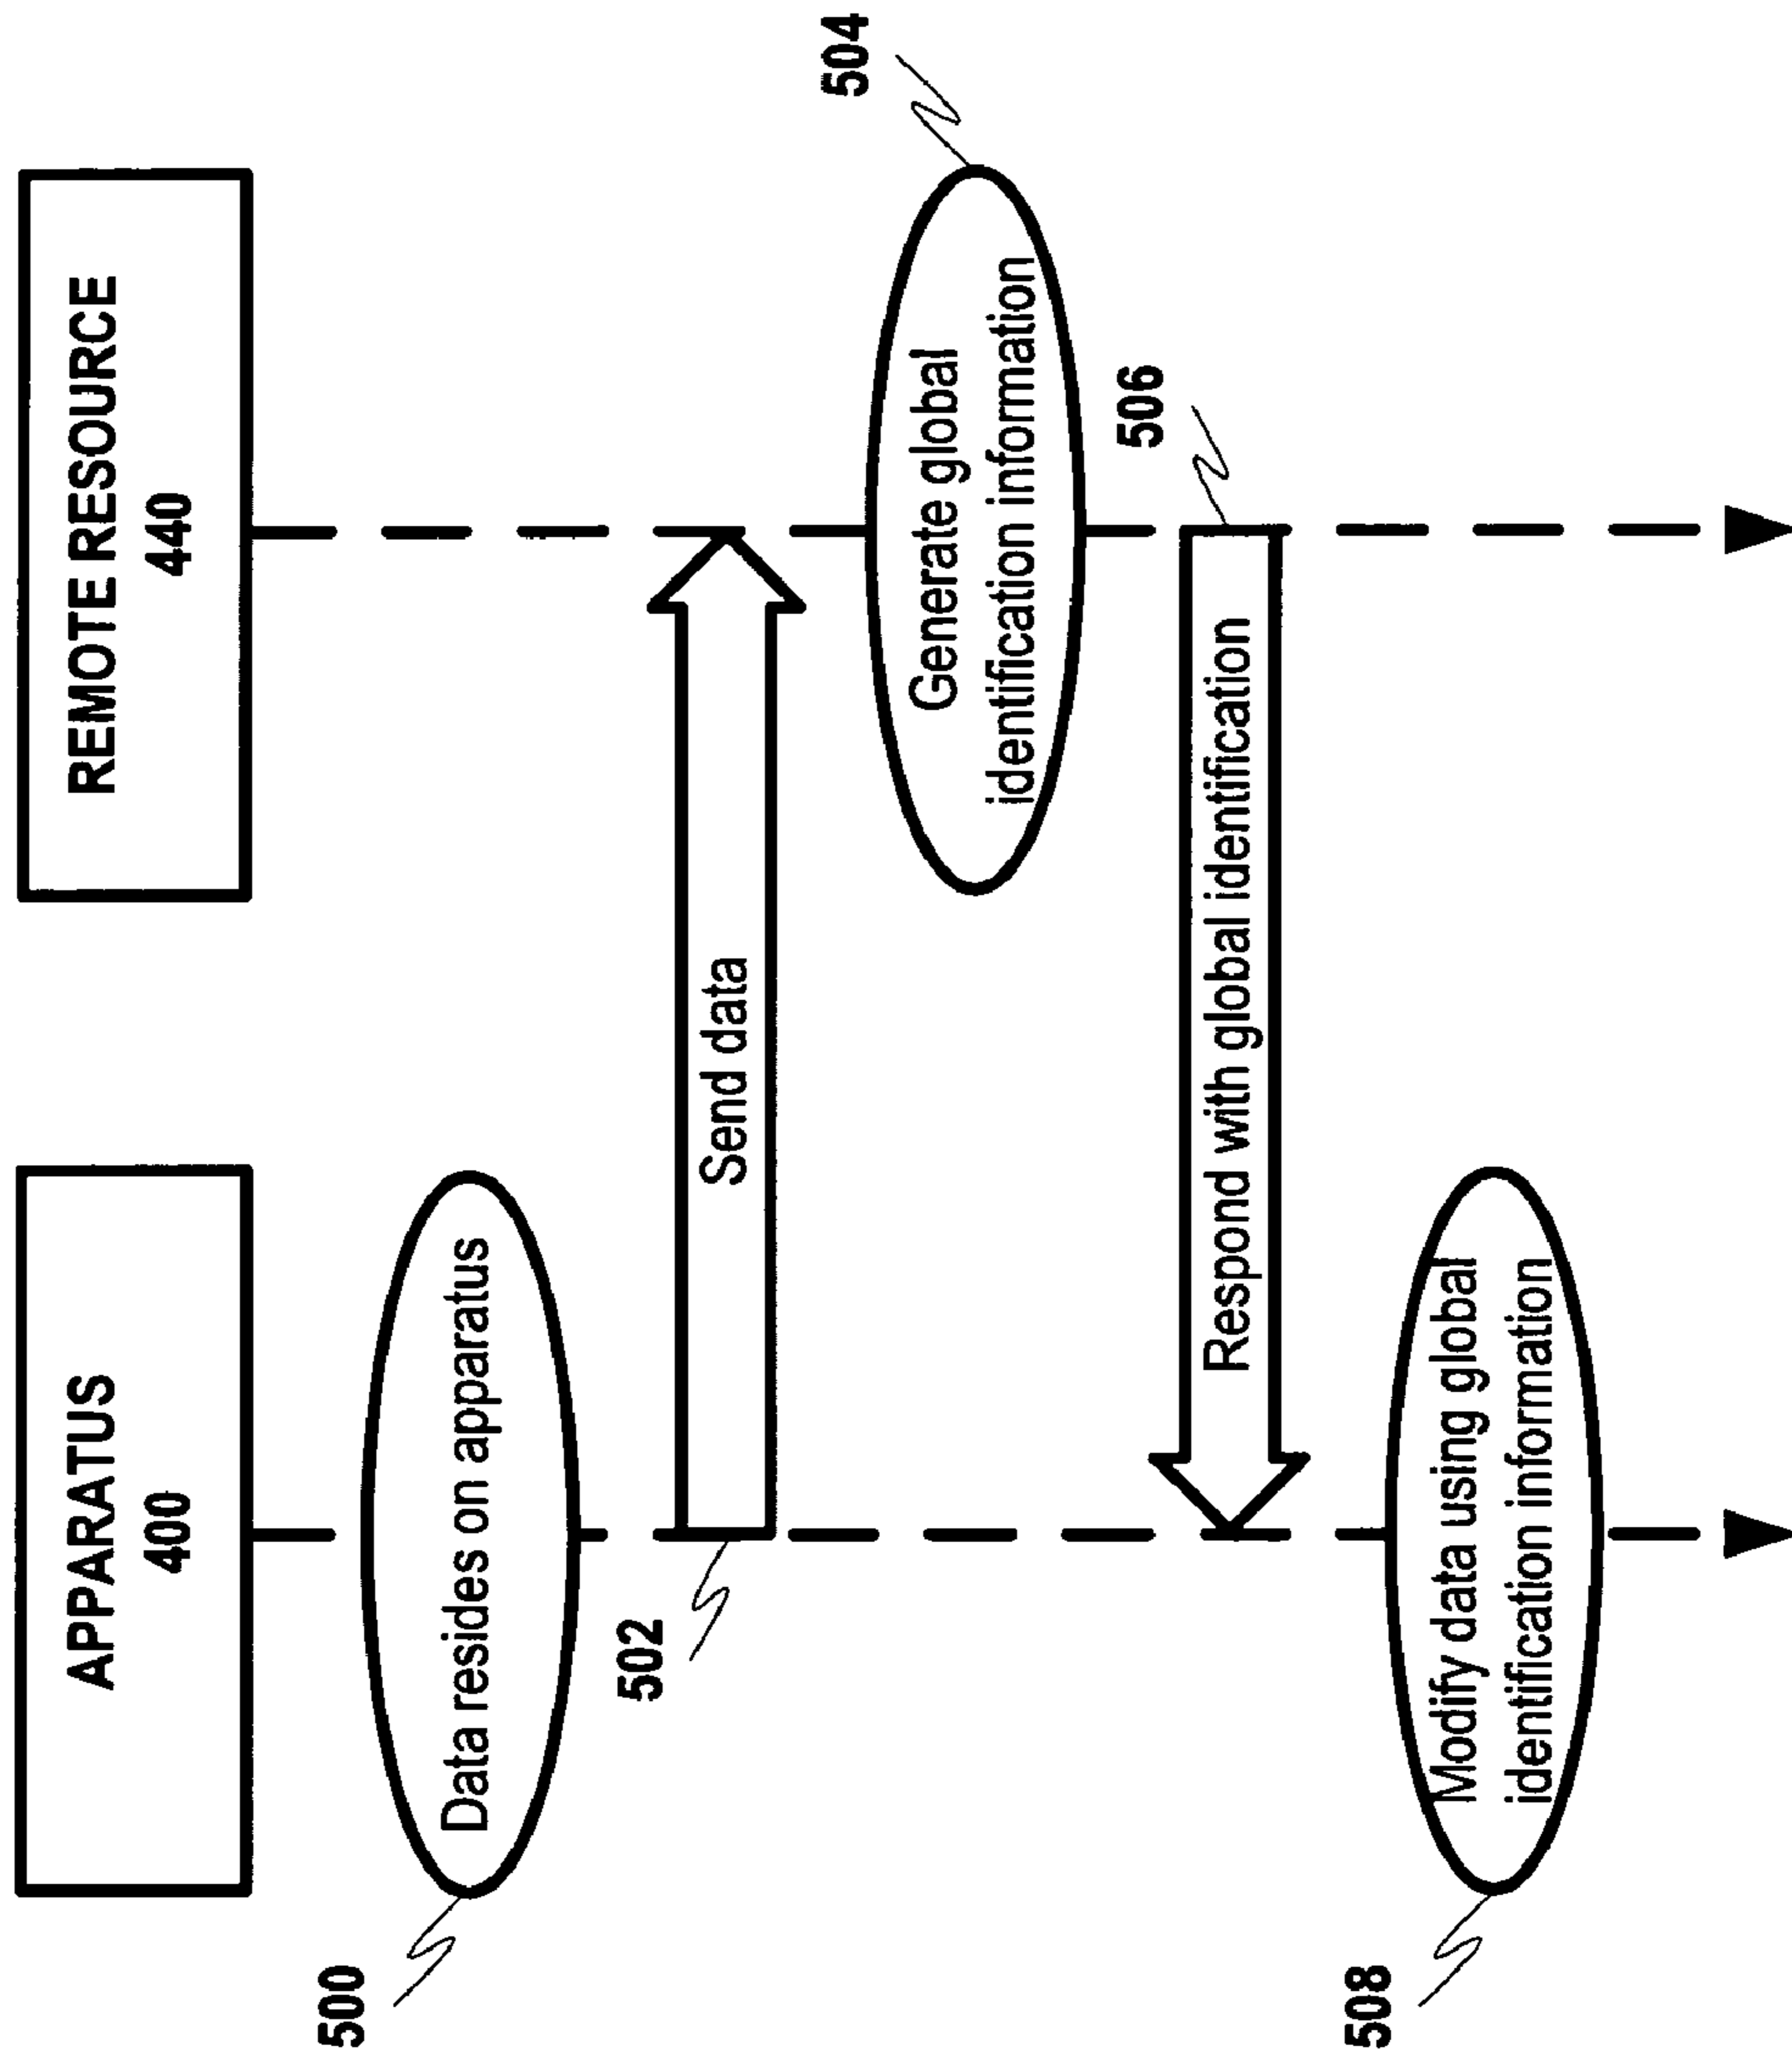 APPARATUS
400
REMOTE RESOURCE
440
500
Data resides on apparatus
502
Send data
504
Generate global
identification information
506
Respond with global identification
508
Modify data using global
identification information